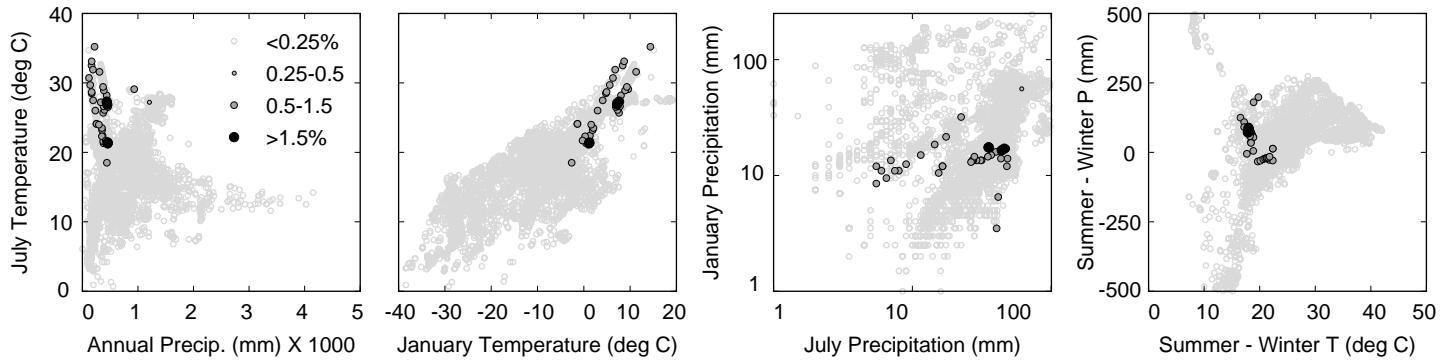 July Temperature (deg C)
40
30
20
10
0
0 1 2 3 4 5
Annual Precip. (mm) X 1000
<0.25%
0.25-0.5
0.5-1.5
>1.5%
-40 -30 -20 -10 0 10 20
January Temperature (deg C)
January Precipitation (mm)
100
10
1
1 10 100
July Precipitation (mm)
Summer - Winter P (mm)
500
250
0
-250
-500
0 10 20 30 40 50
Summer - Winter T (deg C)